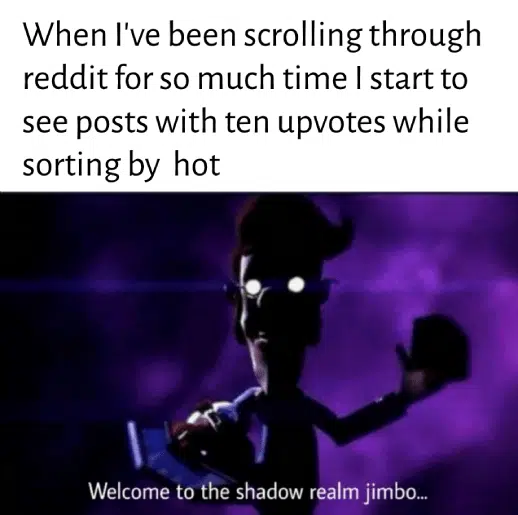 When I've been scrolling through
reddit for so much time I start to
see posts with ten upvotes while
sorting by hot
Welcome to the shadow realm jimbo...